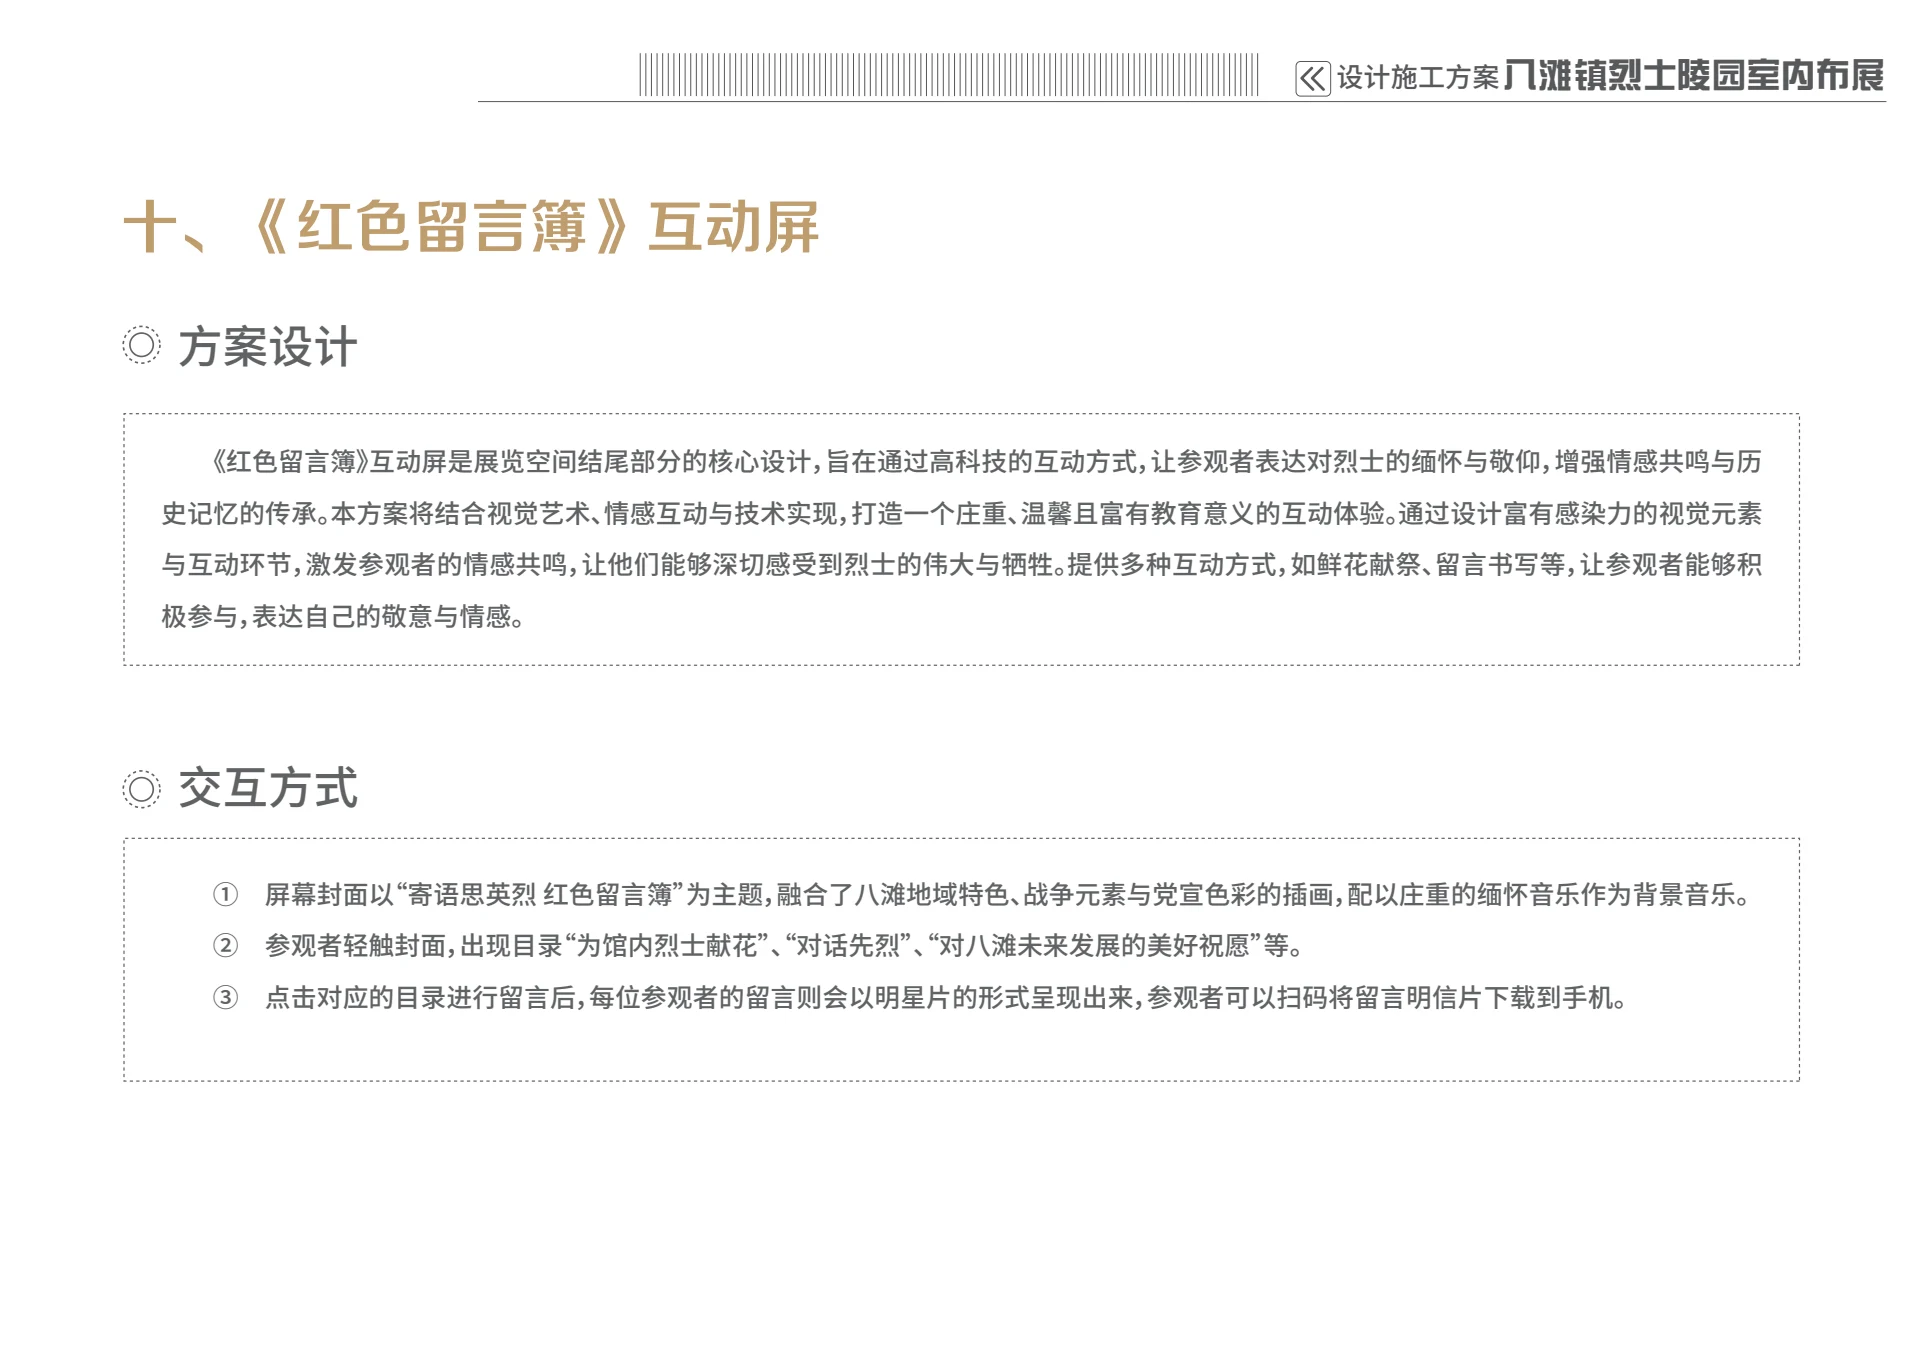 设计施工方案 八滩镇烈士陵园室内布展
十、《红色留言簿》互动屏
方案设计
《红色留言簿》互动屏是展览空间结尾部分的核心设计，旨在通过高科技的互动方式，让参观者表达对烈士的缅怀与敬仰，增强情感共鸣与历
史记忆的传承。本方案将结合视觉艺术、情感互动与技术实现，打造一个庄重、温馨且富有教育意义的互动体验。通过设计富有感染力的视觉元素
与互动环节，激发参观者的情感共鸣，让他们能够深切感受到烈士的伟大与牺牲。提供多种互动方式，如鲜花献祭、留言书写等，让参观者能够积
极参与，表达自己的敬意与情感。
交互方式
① 屏幕封面以“寄语思英烈 红色留言簿”为主题，融合了八滩地域特色、战争元素与党宣色彩的插画，配以庄重的缅怀音乐作为背景音乐。
② 参观者轻触封面，出现目录“为馆内烈士献花”、“对话先烈”、“对八滩未来发展的美好祝愿”等。
③ 点击对应的目录进行留言后，每位参观者的留言则会以明星片的形式呈现出来，参观者可以扫码将留言明信片下载到手机。